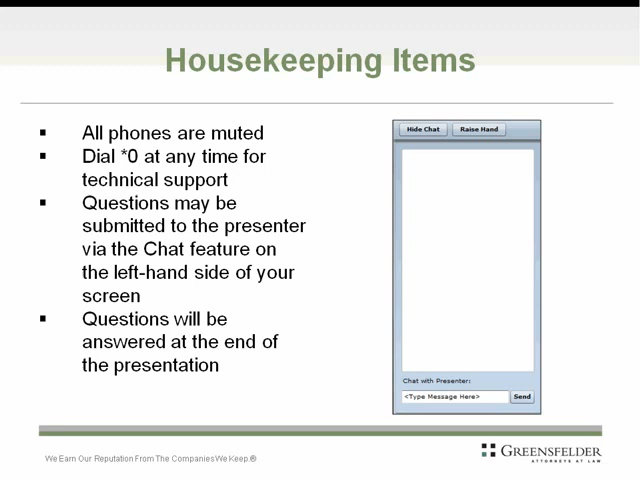 Housekeeping Items
▪ All phones are muted
▪ Dial *0 at any time for
technical support
▪ Questions may be
submitted to the presenter
via the Chat feature on
the left-hand side of your
screen
▪ Questions will be
answered at the end of
the presentation
Hide Chat Raise Hand
Chat with Presenter:
<Type Message Here> Send
We Earn Our Reputation From The Companies We Keep.®
GREENSFELDER
ATTORNEYS AT LAW